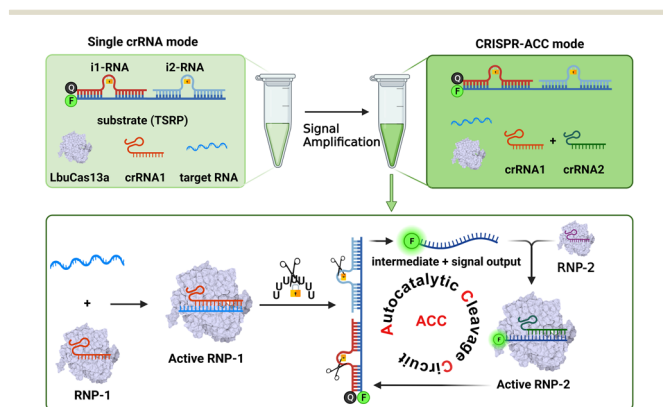 Single crRNA mode
i1-RNA
i2-RNA
Q
F
substrate (TSRP)
LbuCas13a
crRNA1
target RNA
Signal
Amplification
CRISPR-ACC mode
Q
F
+
crRNA1
crRNA2
+
RNP-1
Active RNP-1
U
U
U
U
U
U
F
intermediate + signal output
RNP-2
Autocatalytic Cleavage Circuit
ACC
F
Active RNP-2
Q
F